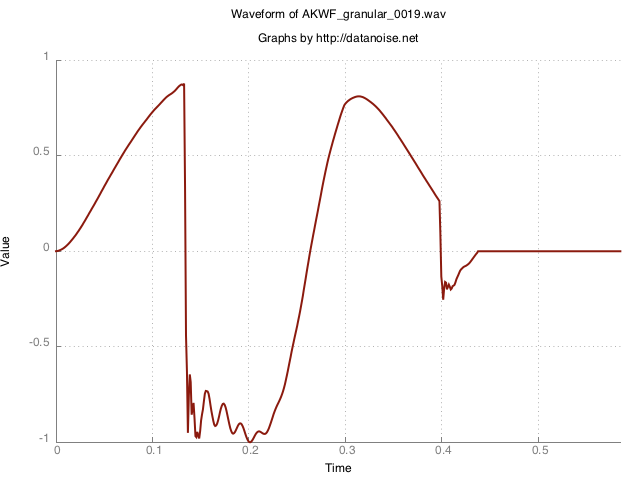 Waveform of AKWF_granular_0019.wav
Graphs by http://datanoise.net
1
0.5
0
-0.5
-1
Value
0 0.1 0.2 0.3 0.4 0.5
Time